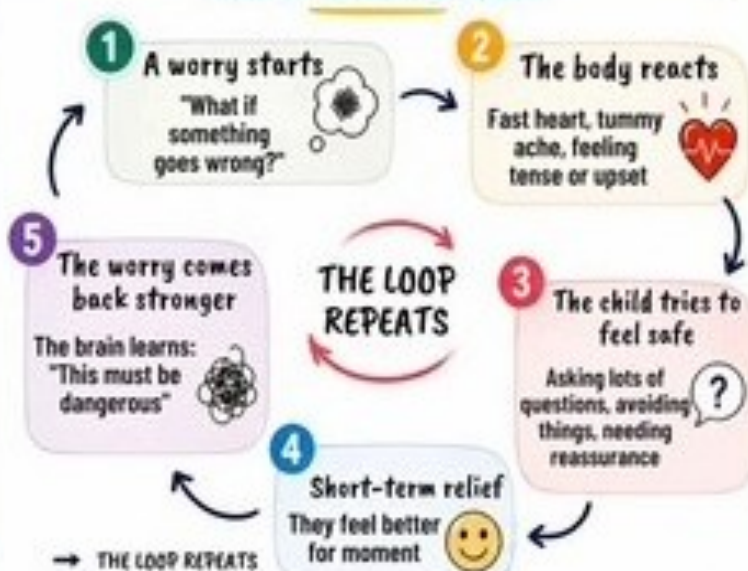 1
A worry starts
"What if
something
goes wrong?"
2
The body reacts
Fast heart, tummy
ache, feeling
tense or upset
3
The child tries to
feel safe
Asking lots of
questions, avoiding
things, needing
reassurance
?
4
Short-term relief
They feel better
for moment
5
The worry comes
back stronger
The brain learns:
"This must be
dangerous"
THE LOOP
REPEATS
→ THE LOOP REPEATS